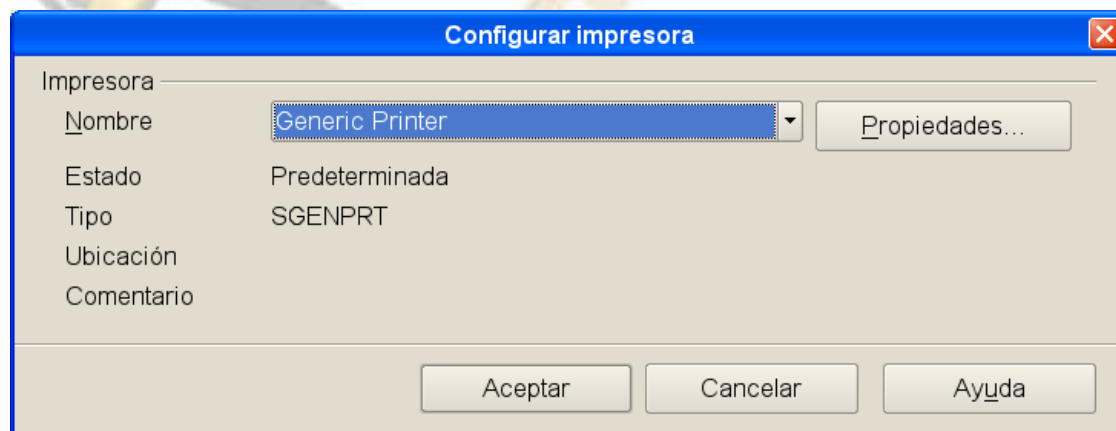 Configurar impresora
Impresora
Nombre Generic Printer Propiedades...
Estado Predeterminada
Tipo SGENPRT
Ubicación
Comentario
Aceptar Cancelar Ayuda